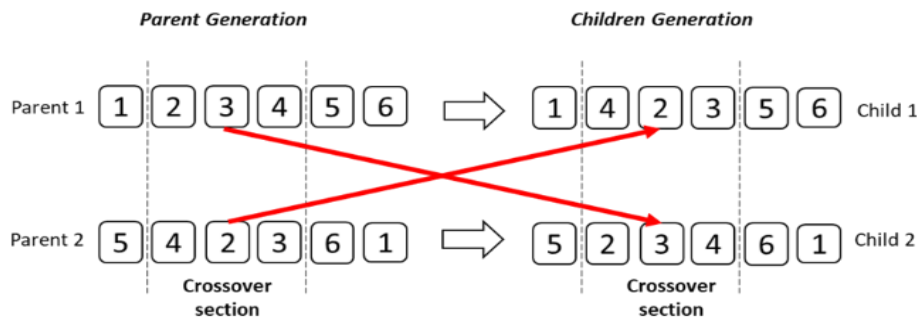 Parent Generation Children Generation
Parent 1 1 2 3 4 5 6 1 4 2 3 5 6 Child 1
Parent 2 5 4 2 3 6 1 5 2 3 4 6 1 Child 2
Crossover section Crossover section